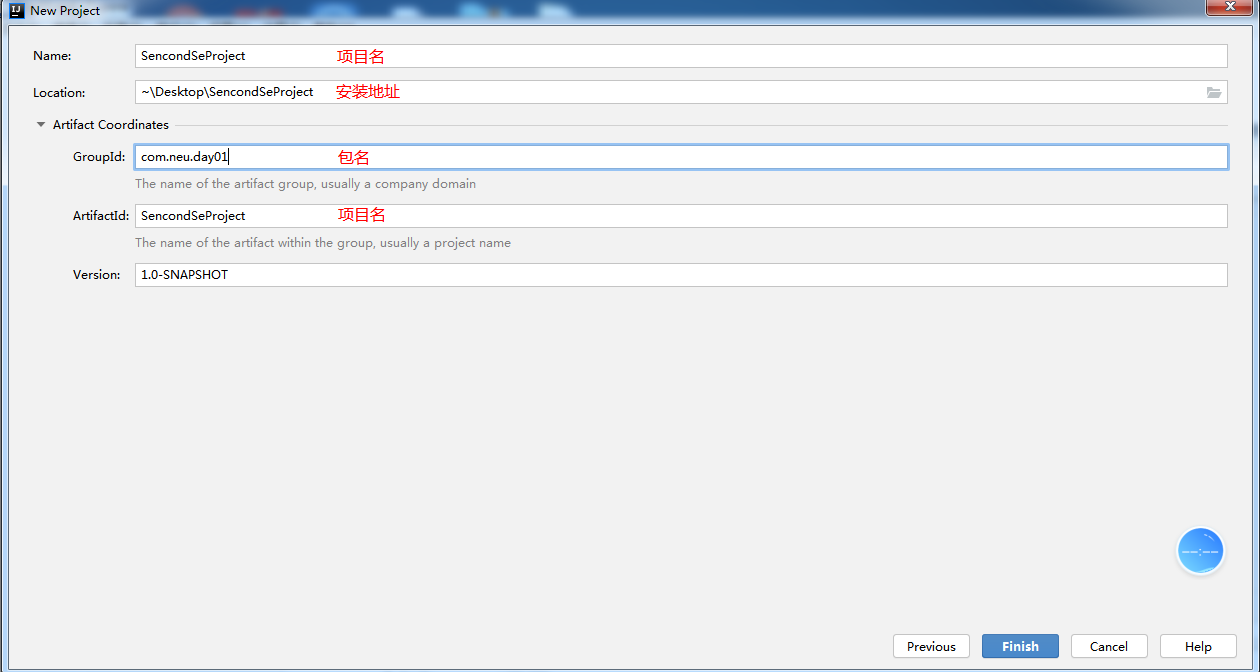 New Project
Name: SencondSeProject 项目名
Location: ~\Desktop\SencondSeProject 安装地址
Artifact Coordinates
GroupId: com.neu.day01 包名
The name of the artifact group, usually a company domain
ArtifactId: SencondSeProject 项目名
The name of the artifact within the group, usually a project name
Version: 1.0-SNAPSHOT
--:--
Previous Finish Cancel Help